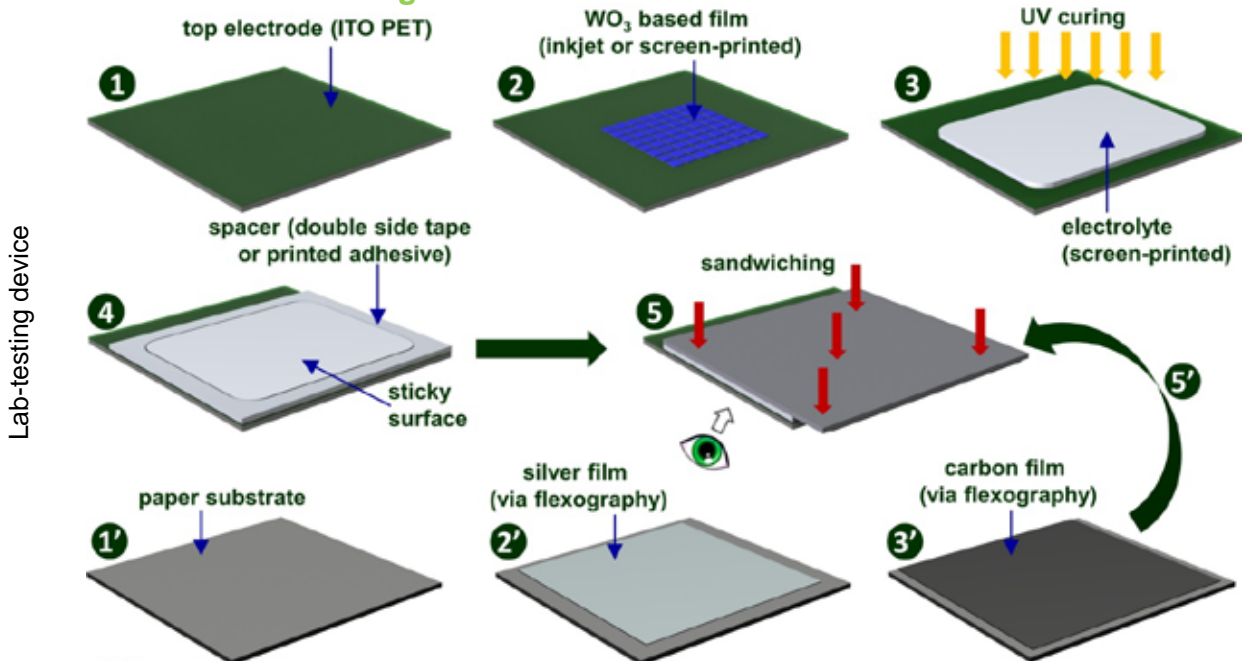 top electrode (ITO PET)
1
WO₃ based film
(inkjet or screen-printed)
2
UV curing
3
electrolyte
(screen-printed)
Lab-testing device
spacer (double side tape
or printed adhesive)
4
sticky
surface
sandwiching
5
5'
paper substrate
1'
silver film
(via flexography)
2'
carbon film
(via flexography)
3'